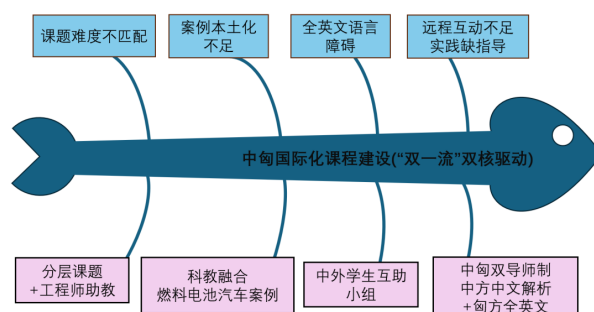 课题难度不匹配
案例本土化
不足
全英文语言
障碍
远程互动不足
实践缺指导
中匈国际化课程建设(“双一流”双核驱动)
分层课题
+工程师助教
科教融合
燃料电池汽车案例
中外学生互助
小组
中匈双导师制
中方中文解析
+匈方全英文